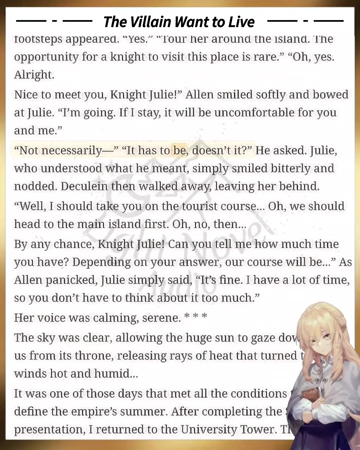 The Villain Want to Live
footsteps appeared. “Yes.” “Tour her around the island. The
opportunity for a knight to visit this place is rare.” “Oh, yes.
Alright.
Nice to meet you, Knight Julie!” Allen smiled softly and bowed
at Julie. “I’m going. If I stay, it will be uncomfortable for you
and me.”
“Not necessarily—” “It has to be, doesn’t it?” He asked. Julie,
who understood what he meant, simply smiled bitterly and
nodded. Deculein then walked away, leaving her behind.
“Well, I should take you on the tourist course... Oh, we should
head to the main island first. Oh, no, then...
By any chance, Knight Julie! Can you tell me how much time
you have? Depending on your answer, our course will be...” As
Allen panicked, Julie simply said, “It’s fine. I have a lot of time,
so you don’t have to think about it too much.”
Her voice was calming, serene. * * *
The sky was clear, allowing the huge sun to gaze
us from its throne, releasing rays of heat that turned
winds hot and humid...
It was one of those days that met all the conditions
define the empire’s summer. After completing the
presentation, I returned to the University Tower.